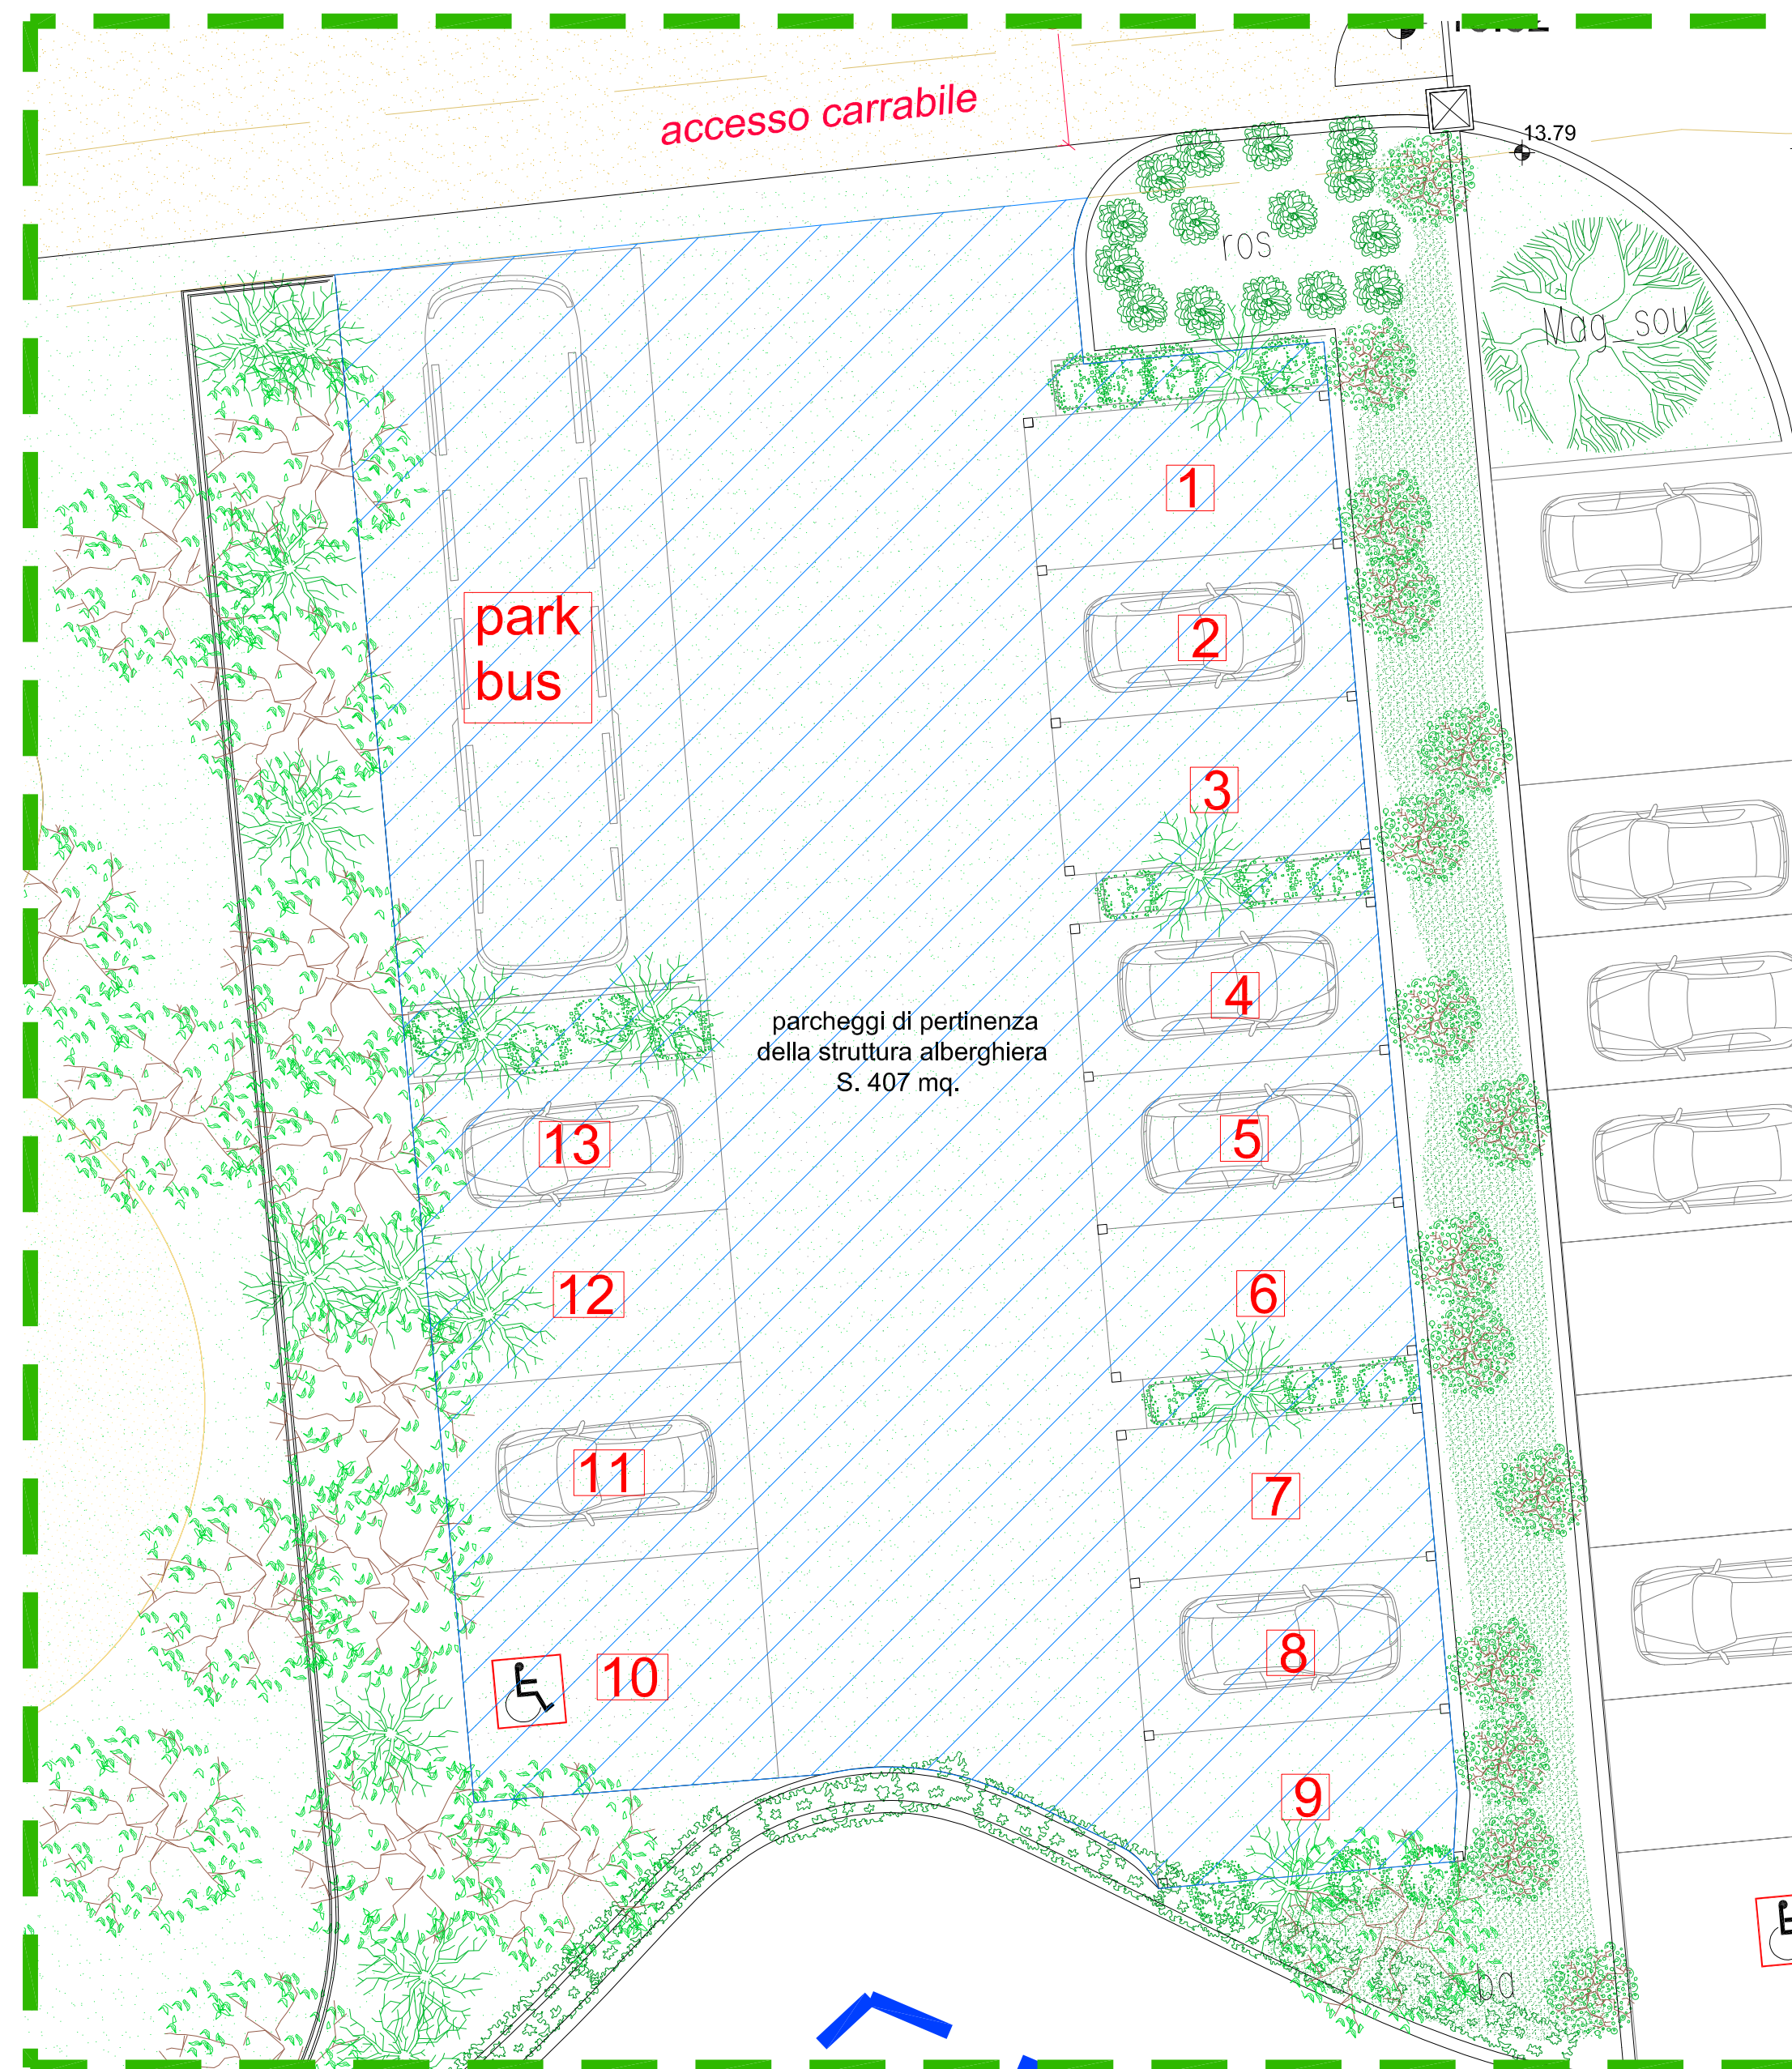 accesso carrabile
13.79
ros
Mag_sou
1
park
bus
2
3
4
parcheggi di pertinenza
della struttura alberghiera
S. 407 mq.
13
5
12
6
11
7
8
10
9